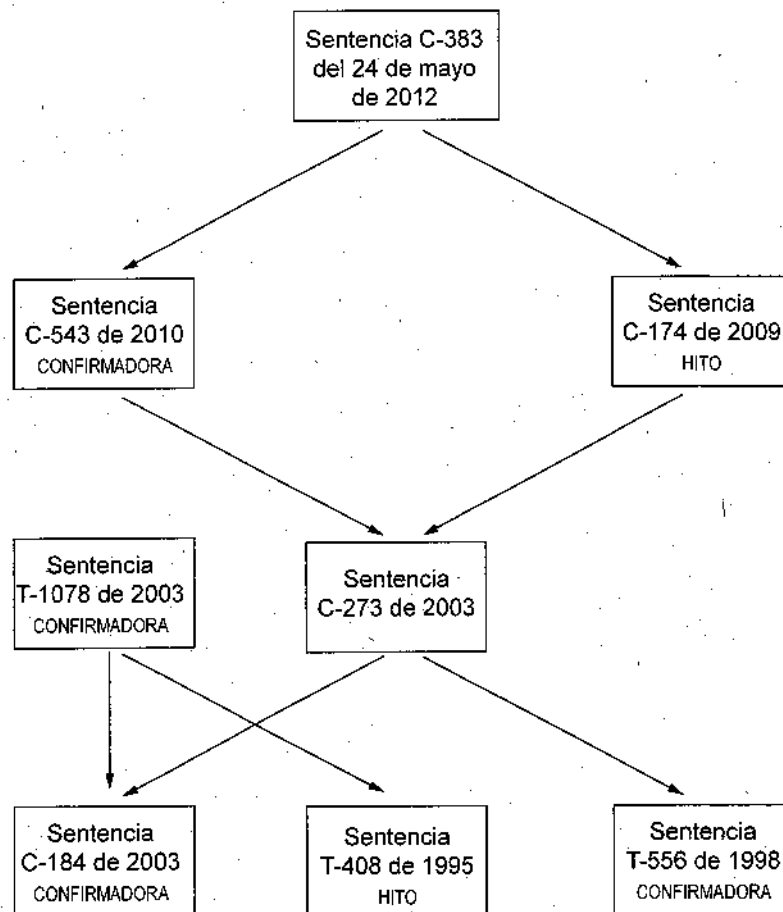 Sentencia C-383
del 24 de mayo
de 2012
Sentencia
C-543 de 2010
CONFIRMADORA
Sentencia
C-174 de 2009
HITO
Sentencia
T-1078 de 2003
CONFIRMADORA
Sentencia
C-273 de 2003
Sentencia
C-184 de 2003
CONFIRMADORA
Sentencia
T-408 de 1995
HITO
Sentencia
T-556 de 1998
CONFIRMADORA